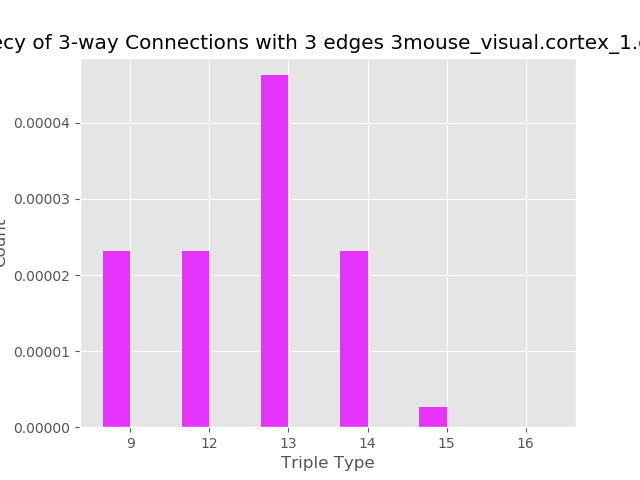 of 3-way Connections with 3 edges 3mouse_visual.cortex_1.
0.00004
0.00003
Count
0.00002
0.00001
0.00000
9 12 13 14 15 16
Triple Type